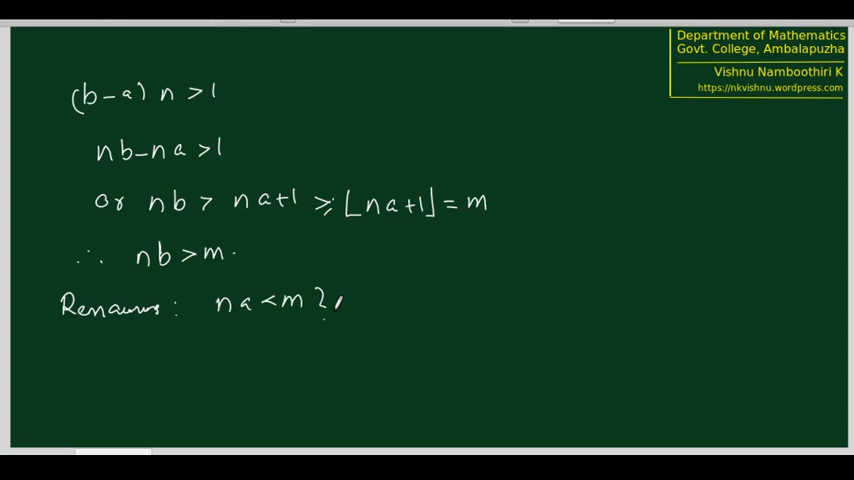 Department of Mathematics
Govt. College, Ambalapuzha
Vishnu Namboothiri K
https://nkvishnu.wordpress.com
(b-a) n > 1
nb-na > 1
or nb > na+1 ≥ ⌊na+1⌋ = m
∴ nb > m.
: na < m ?